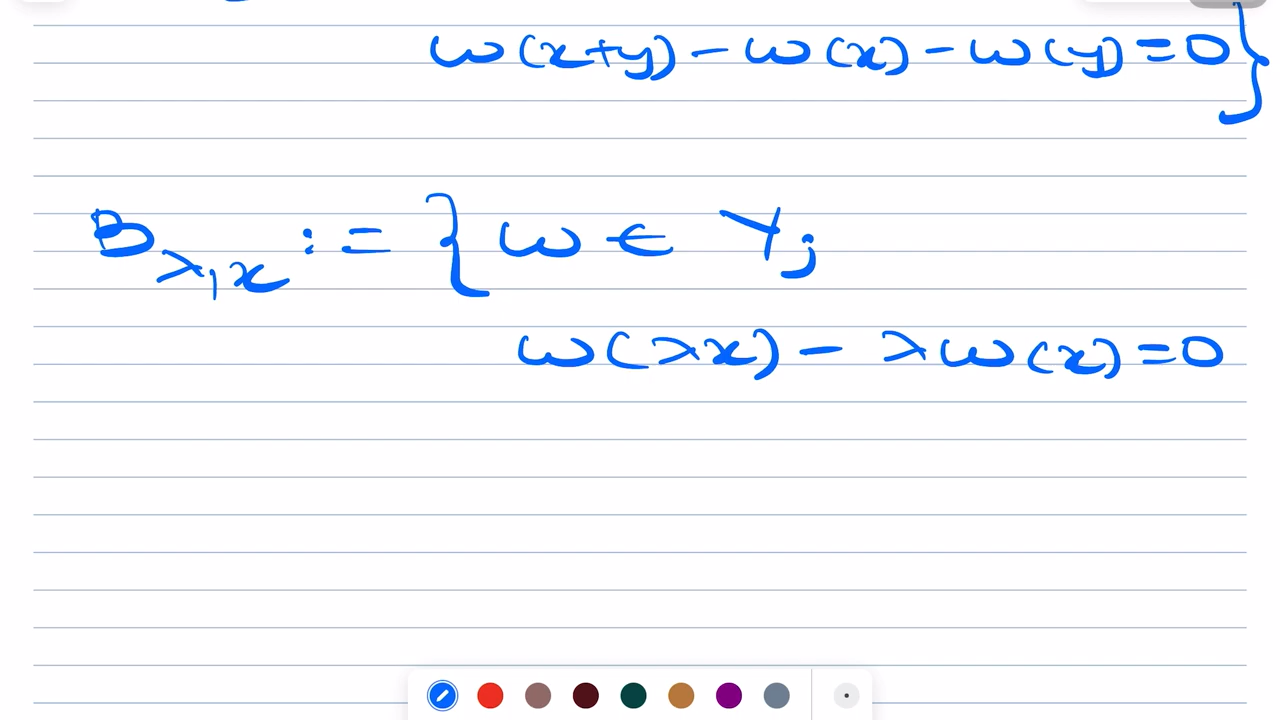 ω(x+y) - ω(x) - ω(y) = 0 }
B_{λ,x} := { ω ∈ Y;
ω(λx) - λω(x) = 0